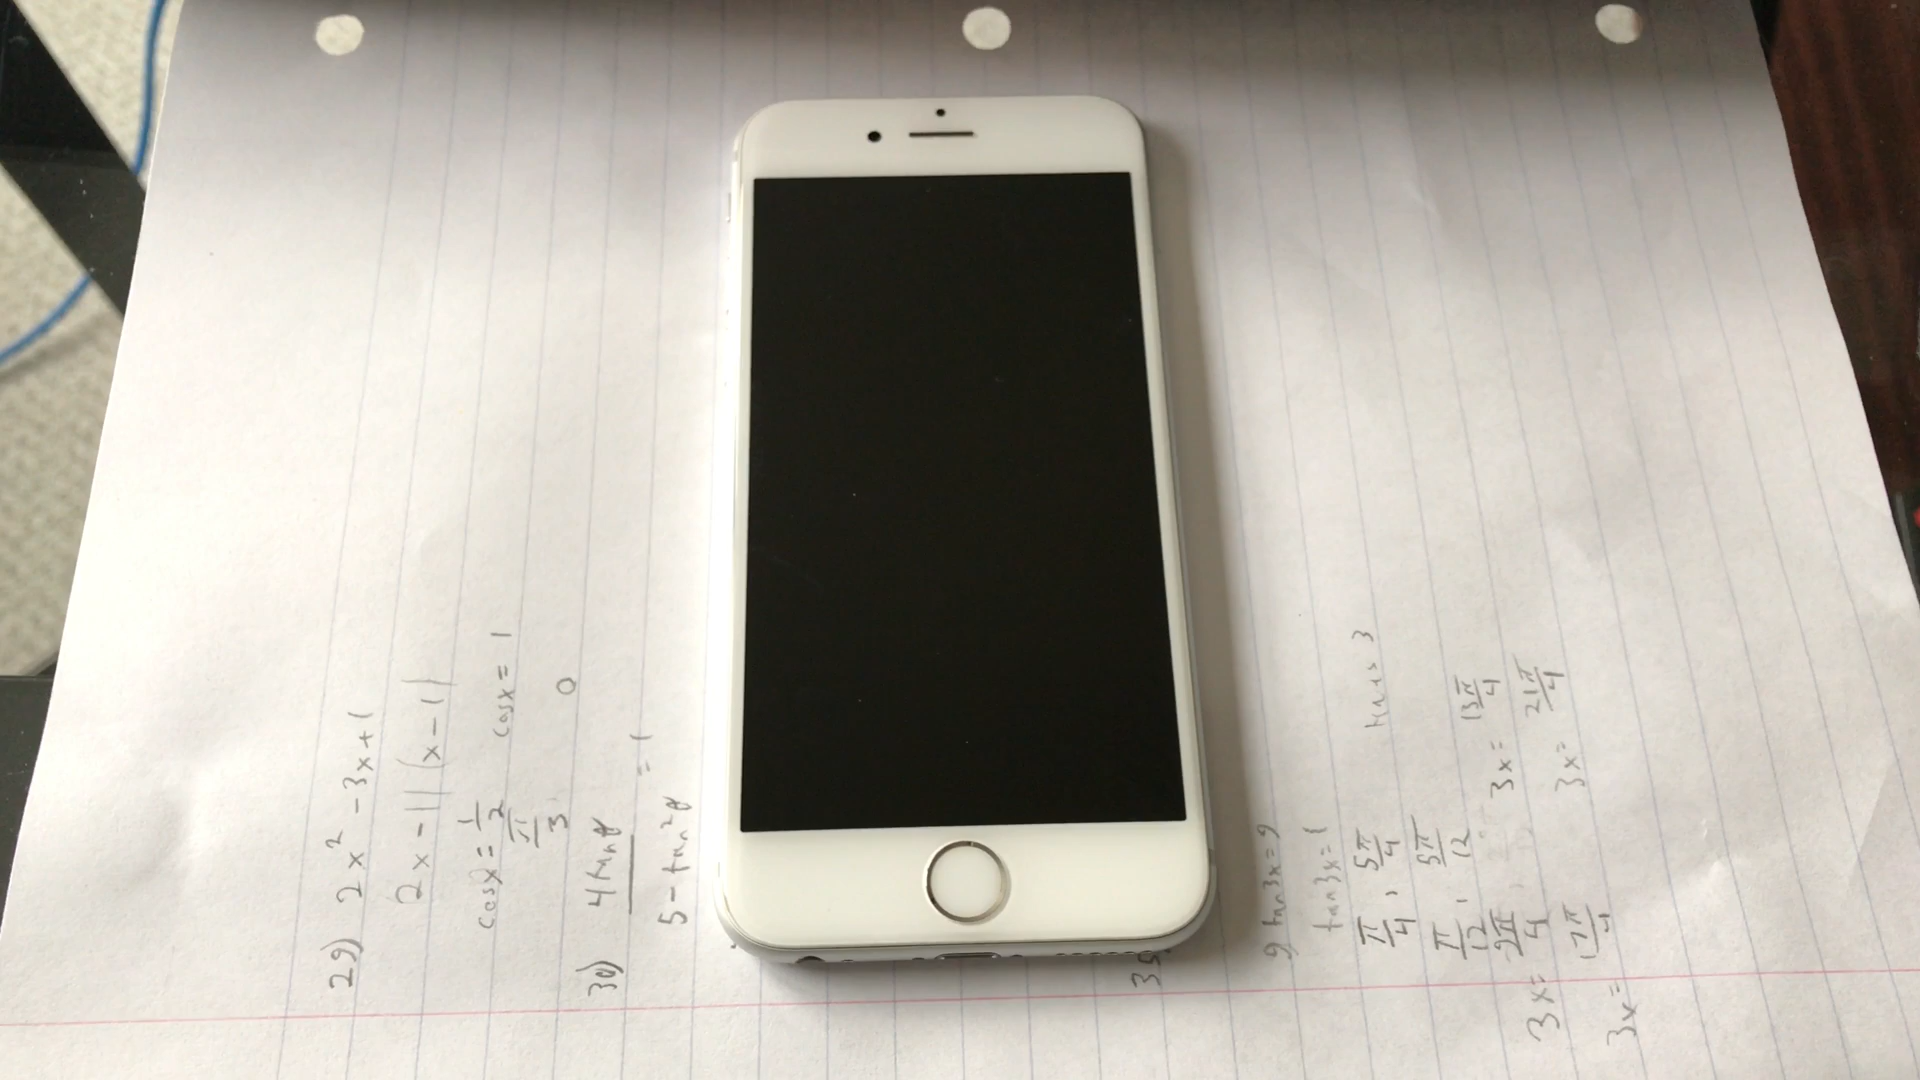 29) 2x² - 3x + 1
2x - 1 | (x - 1)
cosx = 1/2 cosx = 1
π/3 0
30) 4tanθ
5 - tan²θ = 1
35
9 tan3x = 9
tan3x = 1
π/4, 5π/4
π/12, 5π/12
3x = 9π/4 3x = 13π/4
3x = 17π/4 3x = 21π/4